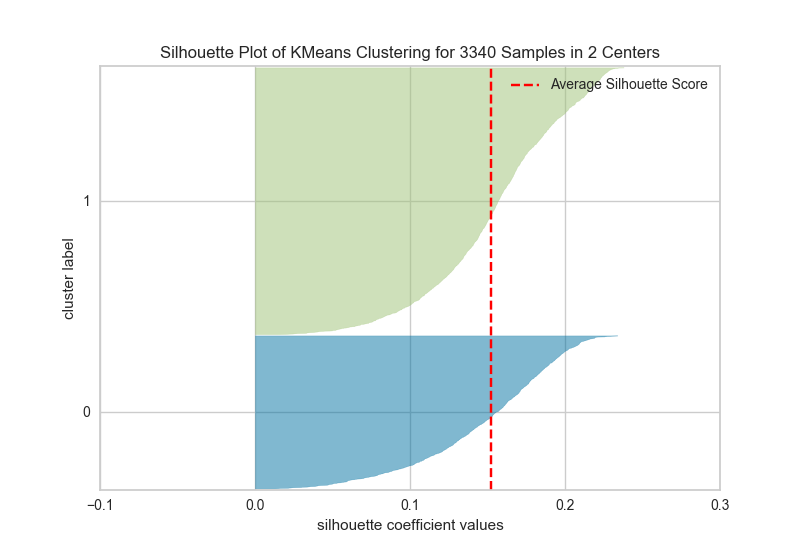 Silhouette Plot of KMeans Clustering for 3340 Samples in 2 Centers
Average Silhouette Score
1
0
cluster label
−0.1 0.0 0.1 0.2 0.3
silhouette coefficient values